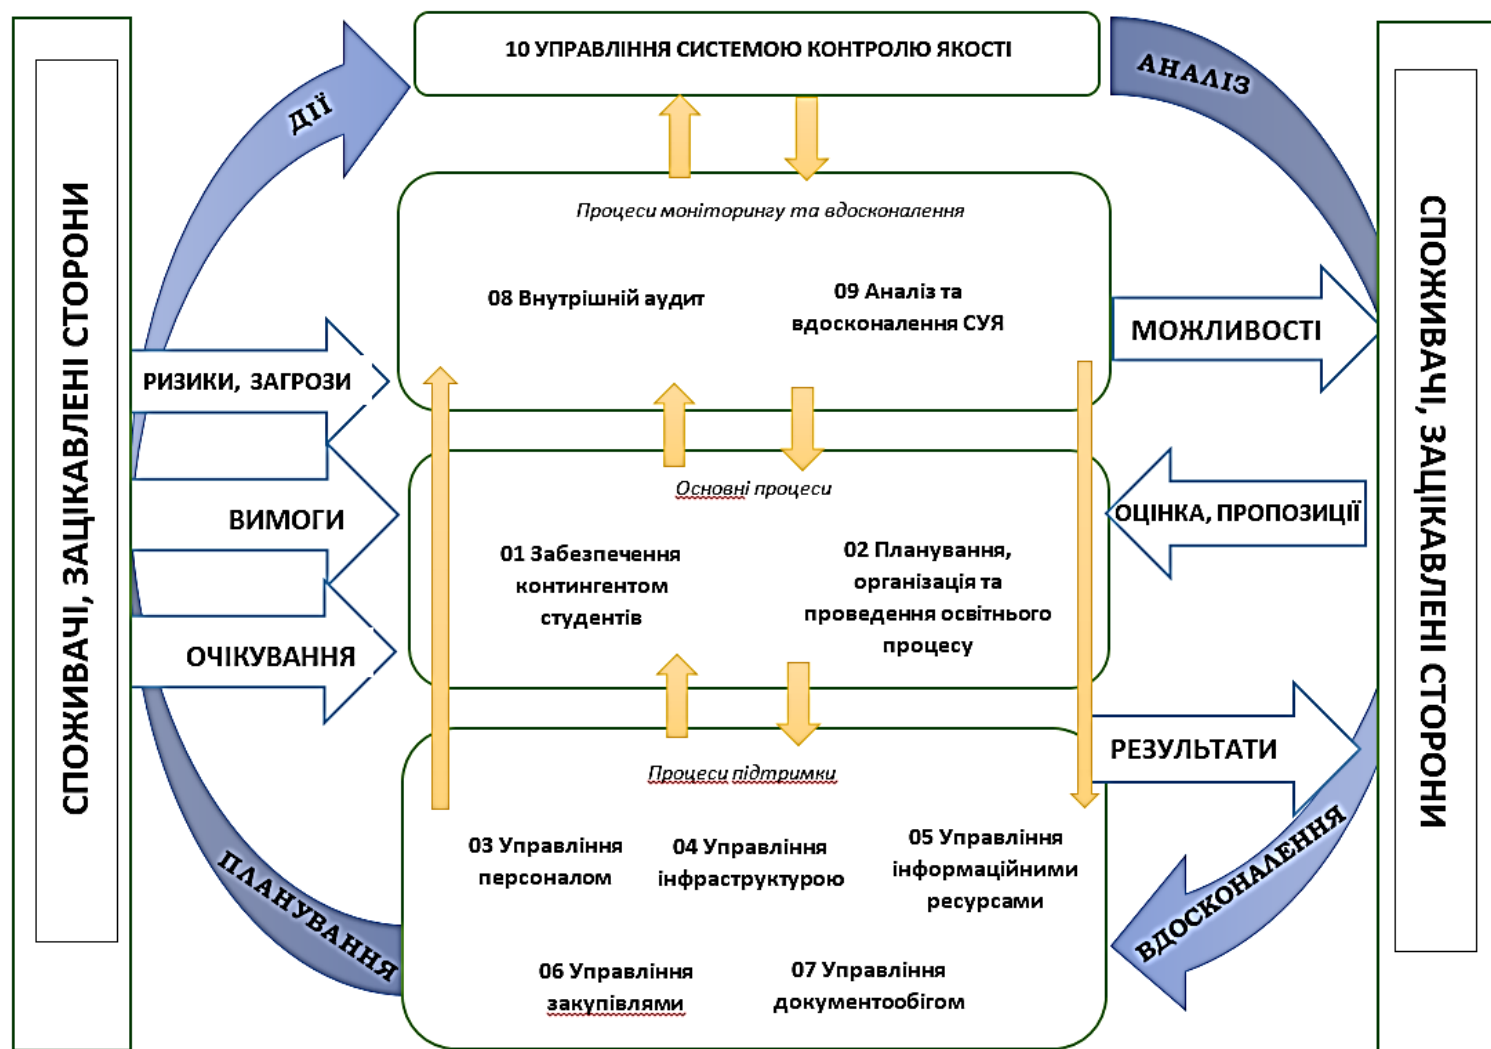 10 УПРАВЛІННЯ СИСТЕМОЮ КОНТРОЛЮ ЯКОСТІ
ДІЇ
АНАЛІЗ
СПОЖИВАЧІ, ЗАЦІКАВЛЕНІ СТОРОНИ
Процеси моніторингу та вдосконалення
08 Внутрішній аудит
09 Аналіз та
вдосконалення СУЯ
РИЗИКИ, ЗАГРОЗИ
ВИМОГИ
ОЧІКУВАННЯ
МОЖЛИВОСТІ
ОЦІНКА, ПРОПОЗИЦІЇ
РЕЗУЛЬТАТИ
Основні процеси
01 Забезпечення
контингентом
студентів
02 Планування,
організація та
проведення освітнього
процесу
Процеси підтримки
03 Управління
персоналом
04 Управління
інфраструктурою
05 Управління
інформаційними
ресурсами
06 Управління
закупівлями
07 Управління
документообігом
ПЛАНУВАННЯ
ВДОСКОНАЛЕННЯ
СПОЖИВАЧІ, ЗАЦІКАВЛЕНІ СТОРОНИ